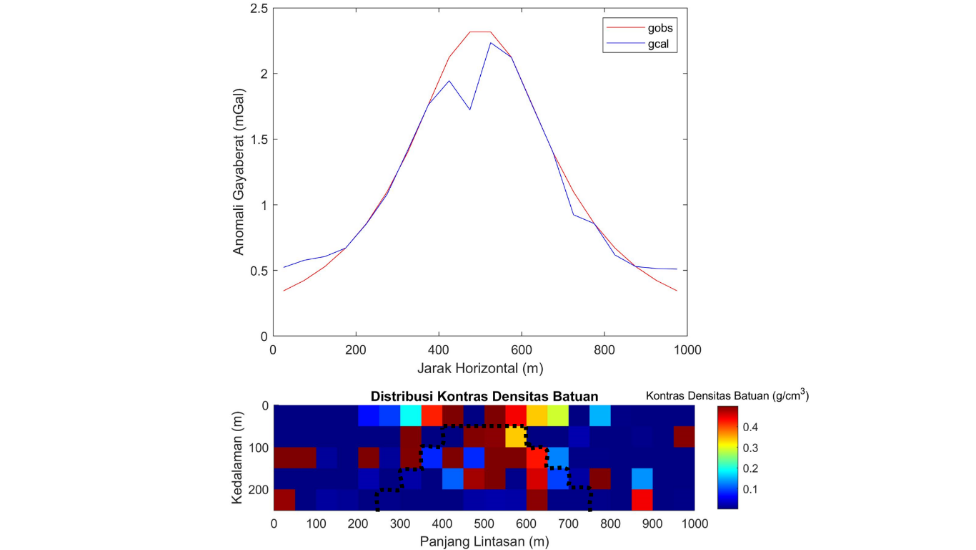 2.5
2
1.5
1
0.5
0
Anomali Gayaberat (mGal)
gobs
gcal
0 200 400 600 800 1000
Jarak Horizontal (m)
Distribusi Kontras Densitas Batuan
Kontras Densitas Batuan (g/cm³)
0
100
200
Kedalaman (m)
0.4
0.3
0.2
0.1
0 100 200 300 400 500 600 700 800 900 1000
Panjang Lintasan (m)